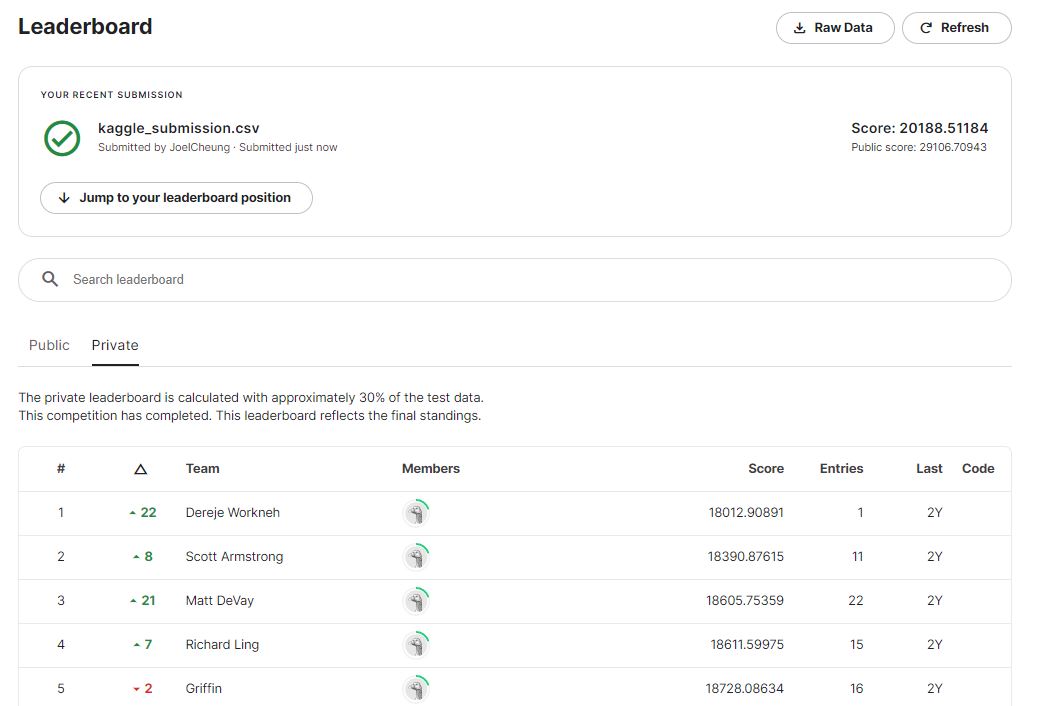 Leaderboard
Raw Data
Refresh
YOUR RECENT SUBMISSION
kaggle_submission.csv
Submitted by JoelCheung · Submitted just now
Score: 20188.51184
Public score: 29106.70943
Jump to your leaderboard position
Search leaderboard
Public Private
The private leaderboard is calculated with approximately 30% of the test data.
This competition has completed. This leaderboard reflects the final standings.
# △ Team Members Score Entries Last Code
1 22 Dereje Workneh 18012.90891 1 2Y
2 8 Scott Armstrong 18390.87615 11 2Y
3 21 Matt DeVay 18605.75359 22 2Y
4 7 Richard Ling 18611.59975 15 2Y
5 2 Griffin 18728.08634 16 2Y